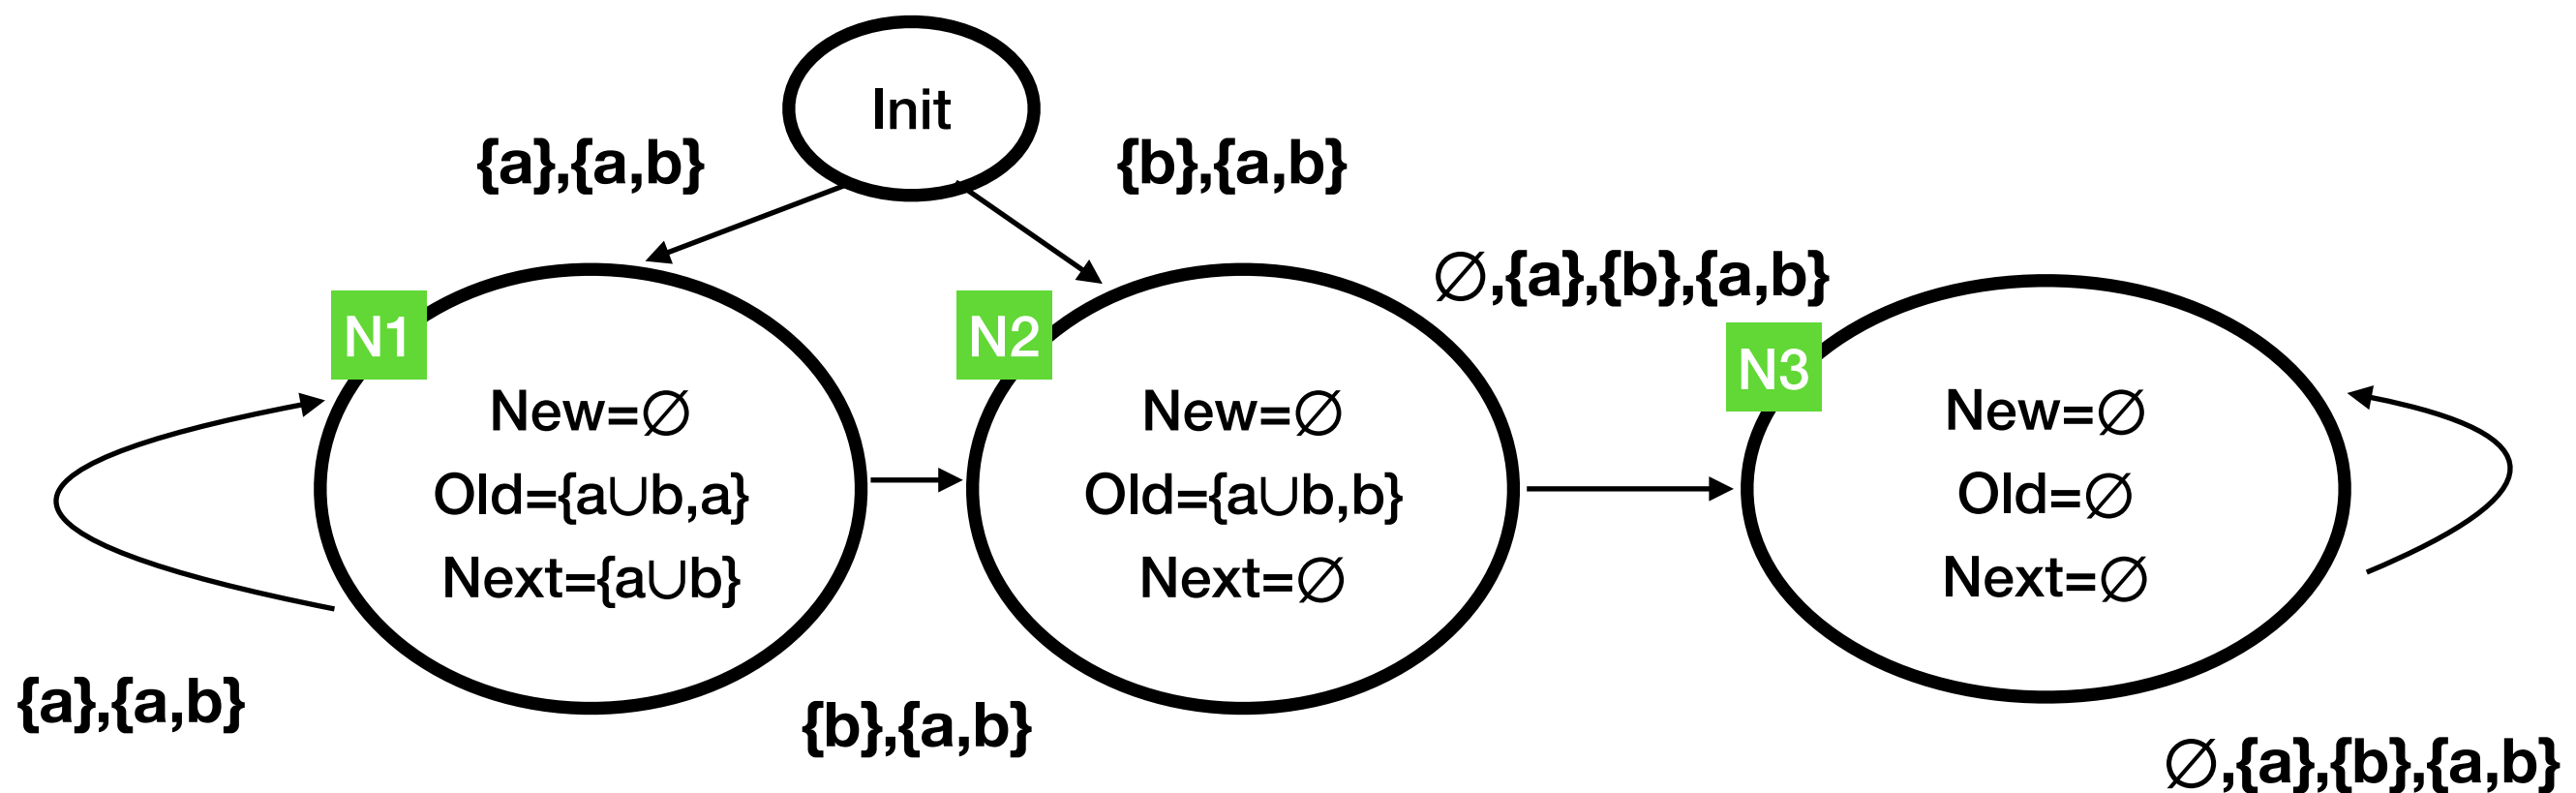 Init
{a},{a,b}
{b},{a,b}
∅,{a},{b},{a,b}
N1
New=∅
Old={a∪b,a}
Next={a∪b}
N2
New=∅
Old={a∪b,b}
Next=∅
N3
New=∅
Old=∅
Next=∅
{a},{a,b}
{b},{a,b}
∅,{a},{b},{a,b}